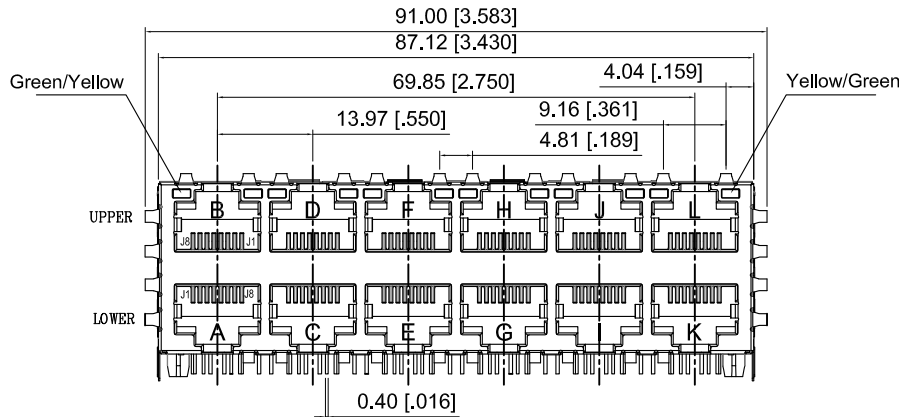 91.00 [3.583]
87.12 [3.430]
Green/Yellow
69.85 [2.750]
4.04 [.159]
Yellow/Green
13.97 [.550]
9.16 [.361]
4.81 [.189]
UPPER
B D F H J L
J8 J1
J1 J8
LOWER
A C E G I K
0.40 [.016]